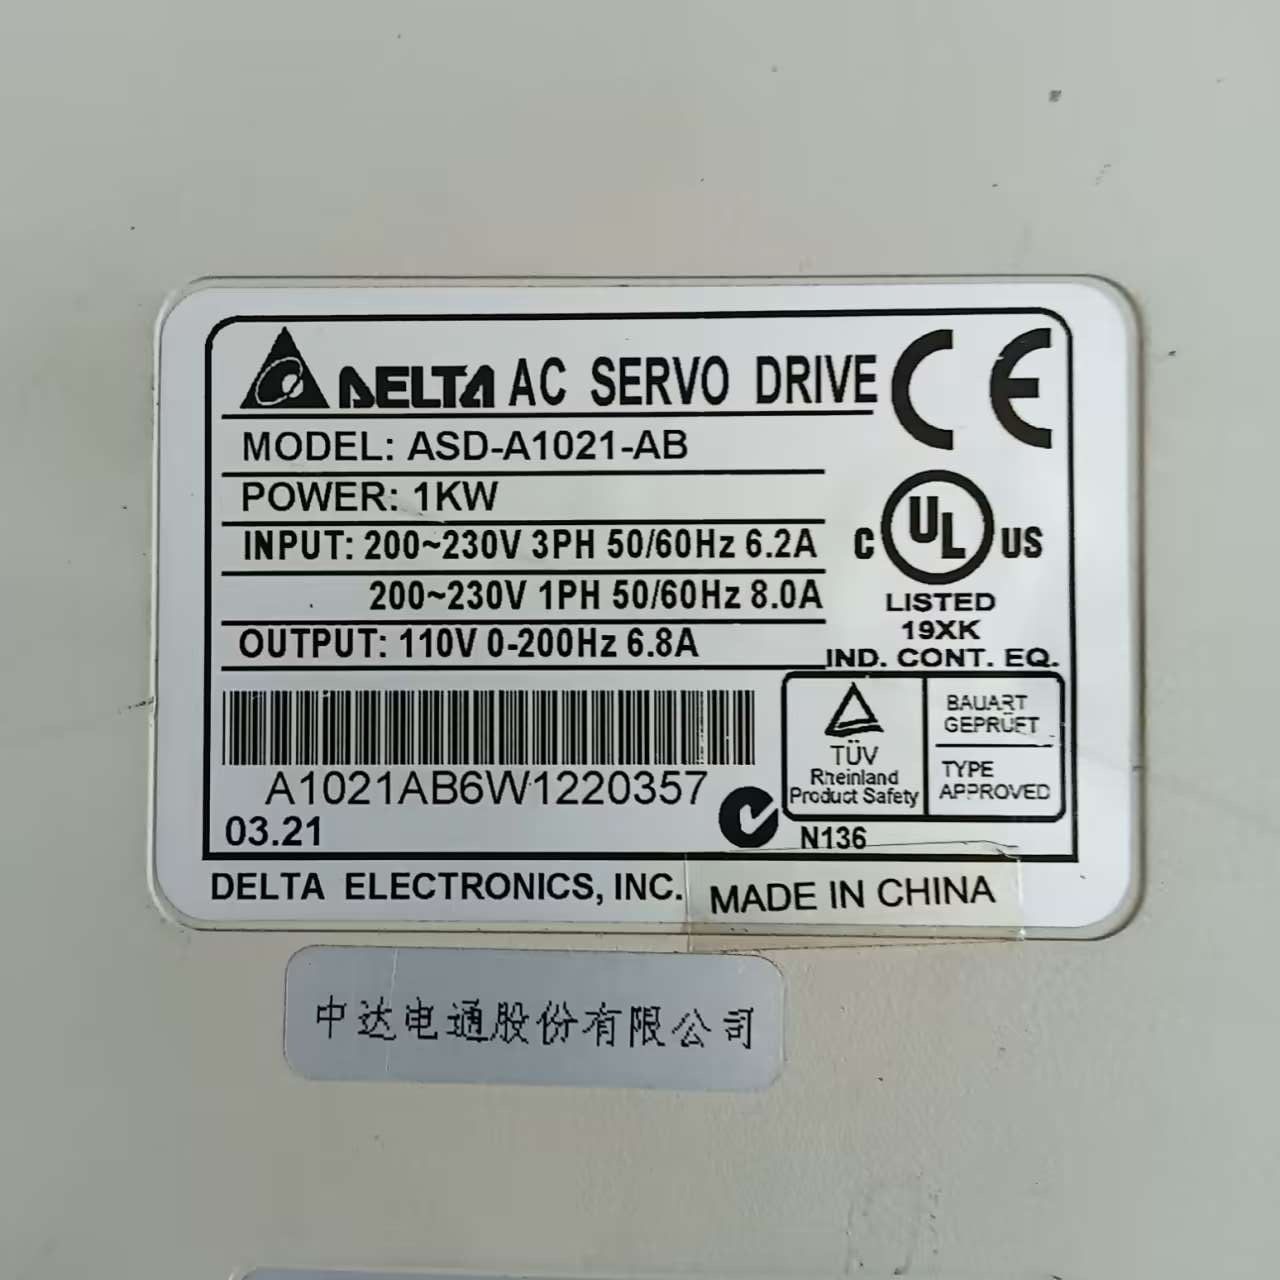 DELTA AC SERVO DRIVE CE
MODEL: ASD-A1021-AB
POWER: 1KW
INPUT: 200~230V 3PH 50/60Hz 6.2A
200~230V 1PH 50/60Hz 8.0A
OUTPUT: 110V 0-200Hz 6.8A
C UL US
LISTED
19XK
IND. CONT. EQ.
A1021AB6W1220357
03.21
TÜV
Rheinland
Product Safety
BAUART
GEPRÜFT
TYPE
APPROVED
N136
DELTA ELECTRONICS, INC. MADE IN CHINA
中达电通股份有限公司